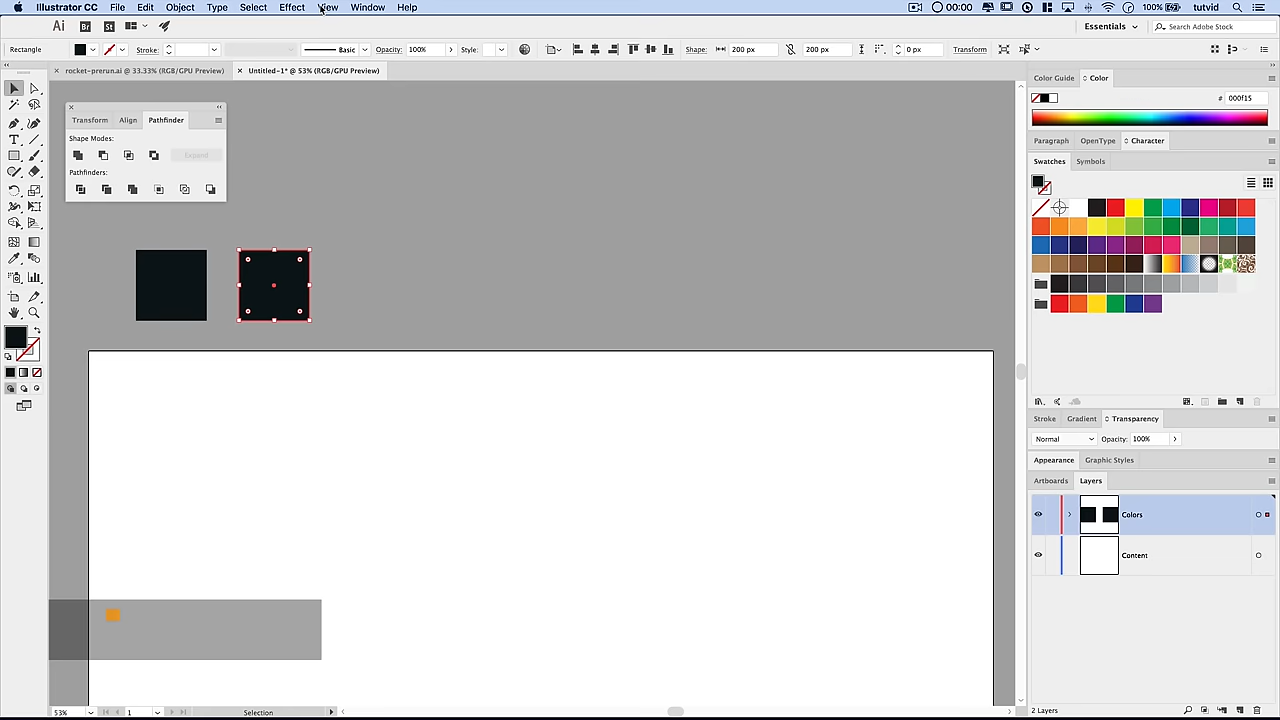 Illustrator CC File Edit Object Type Select Effect View Window Help 00:00 100% tutvid
Ai Br St Essentials Search Adobe Stock
Rectangle Stroke: Basic Opacity: 100% Style: Shape: 200 px 200 px 0 px Transform
rocket-prerun.ai @ 33.33% (RGB/GPU Preview) Untitled-1* @ 53% (RGB/GPU Preview)
Color Guide Color
# 000f15
Transform Align Pathfinder
Shape Modes:
Expand
Pathfinders:
Paragraph OpenType Character
Swatches Symbols
Stroke Gradient Transparency
Normal Opacity: 100%
Appearance Graphic Styles
Artboards Layers
Colors
Content
53% 1 Selection
2 Layers